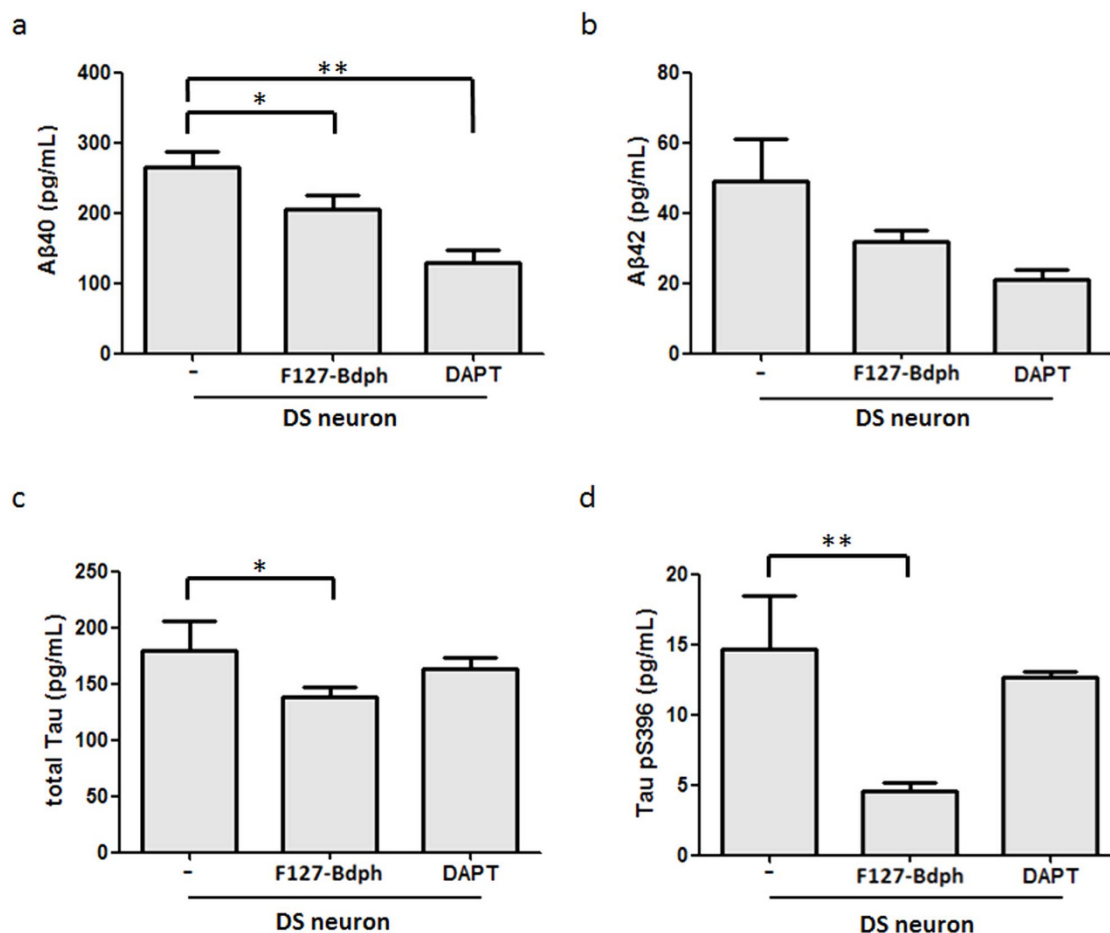 a
400
300
200
100
0
Aβ40 (pg/mL)
**
*
–
F127-Bdph
DAPT
DS neuron
b
80
60
40
20
0
Aβ42 (pg/mL)
–
F127-Bdph
DAPT
DS neuron
c
250
200
150
100
50
0
total Tau (pg/mL)
*
–
F127-Bdph
DAPT
DS neuron
d
20
15
10
5
0
Tau pS396 (pg/mL)
**
–
F127-Bdph
DAPT
DS neuron